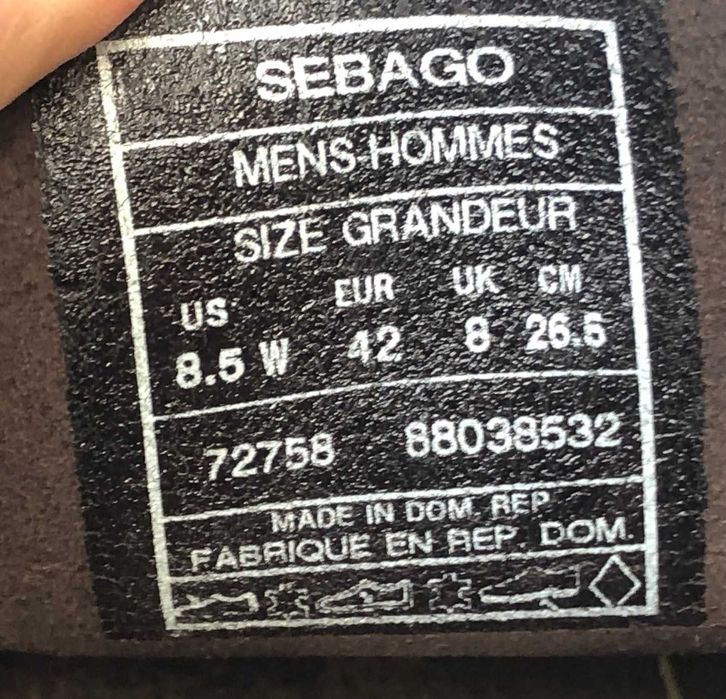 SEBAGO
MENS-HOMMES
SIZE GRANDEUR
US EUR UK CM
8.5 W 42 8 26.5
72758 88038532
MADE IN DOM. REP
FABRIQUE EN REP. DOM.